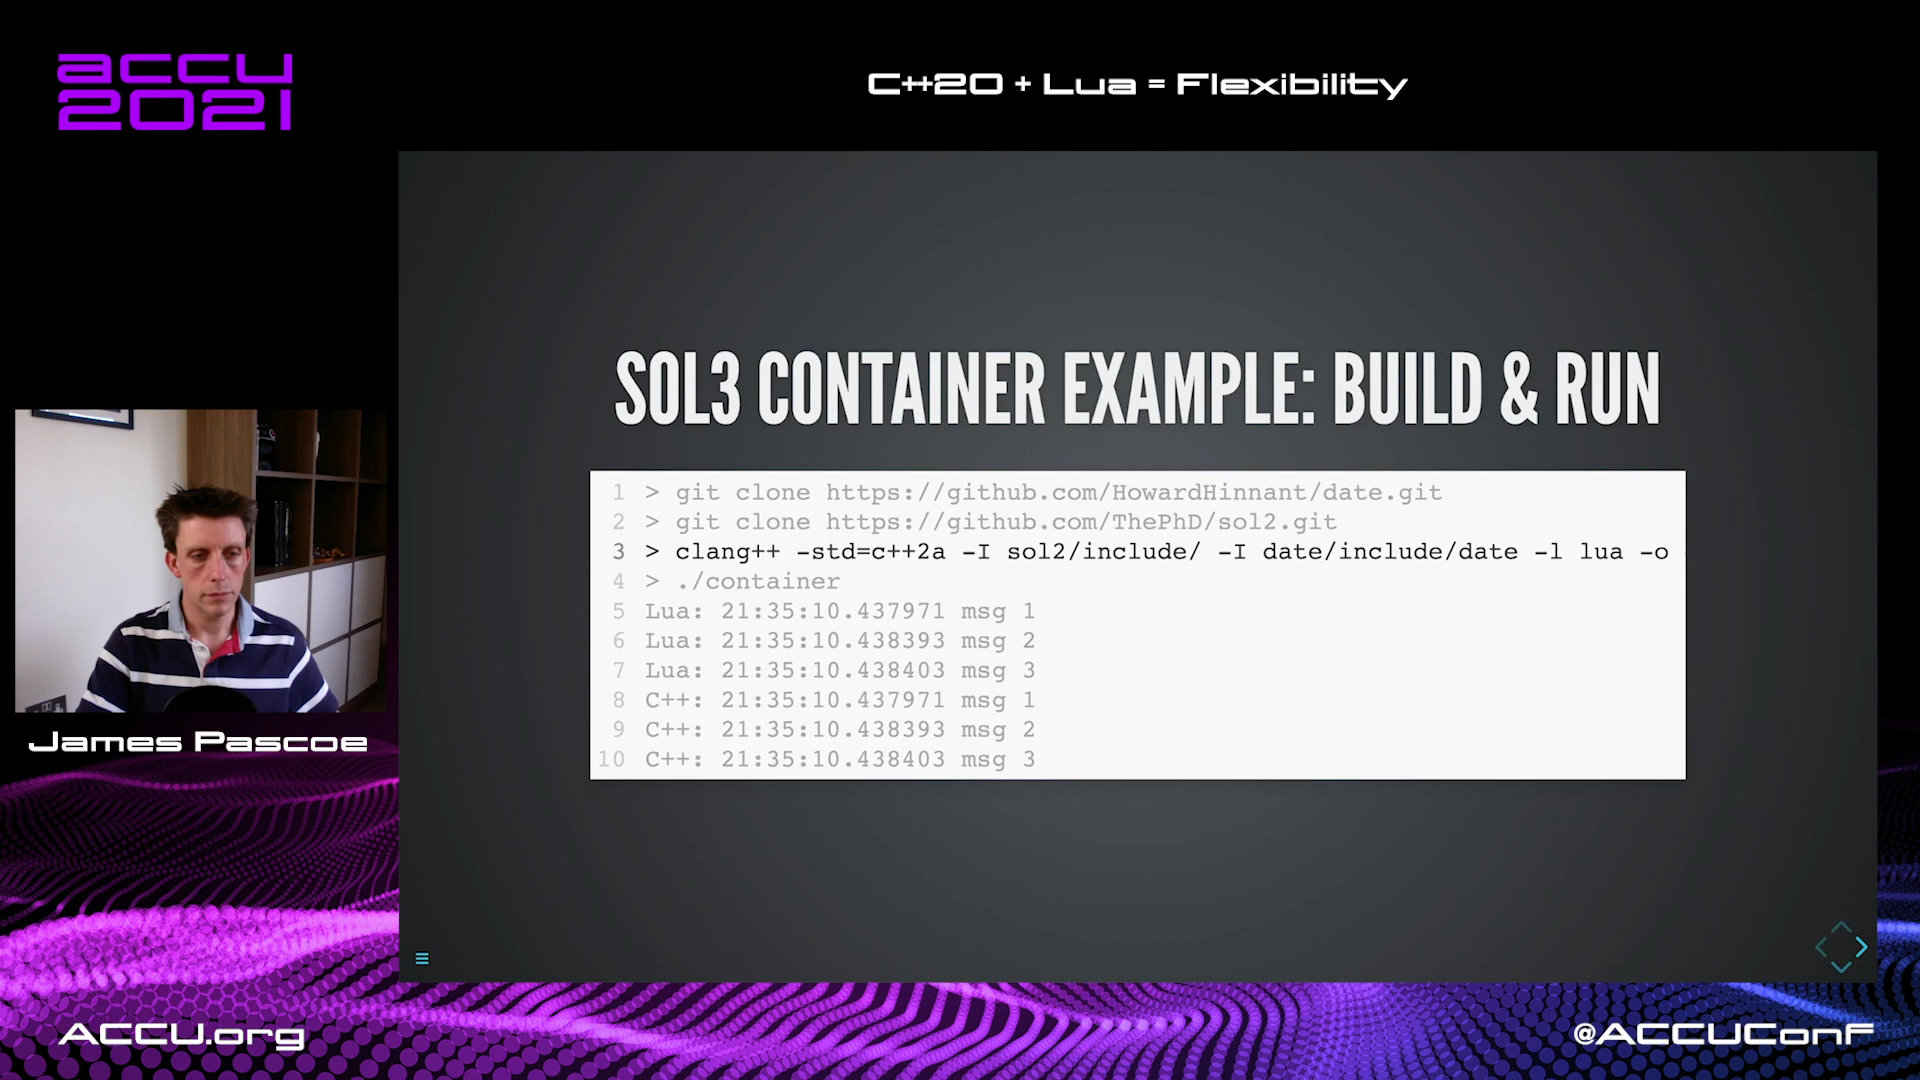 accu
2021
C++20 + Lua = Flexibility
SOL3 CONTAINER EXAMPLE: BUILD & RUN
1 > git clone https://github.com/HowardHinnant/date.git
2 > git clone https://github.com/ThePhD/sol2.git
3 > clang++ -std=c++2a -I sol2/include/ -I date/include/date -l lua -o
4 > ./container
5 Lua: 21:35:10.437971 msg 1
6 Lua: 21:35:10.438393 msg 2
7 Lua: 21:35:10.438403 msg 3
8 C++: 21:35:10.437971 msg 1
9 C++: 21:35:10.438393 msg 2
10 C++: 21:35:10.438403 msg 3
James Pascoe
ACCU.org
@ACCUConf